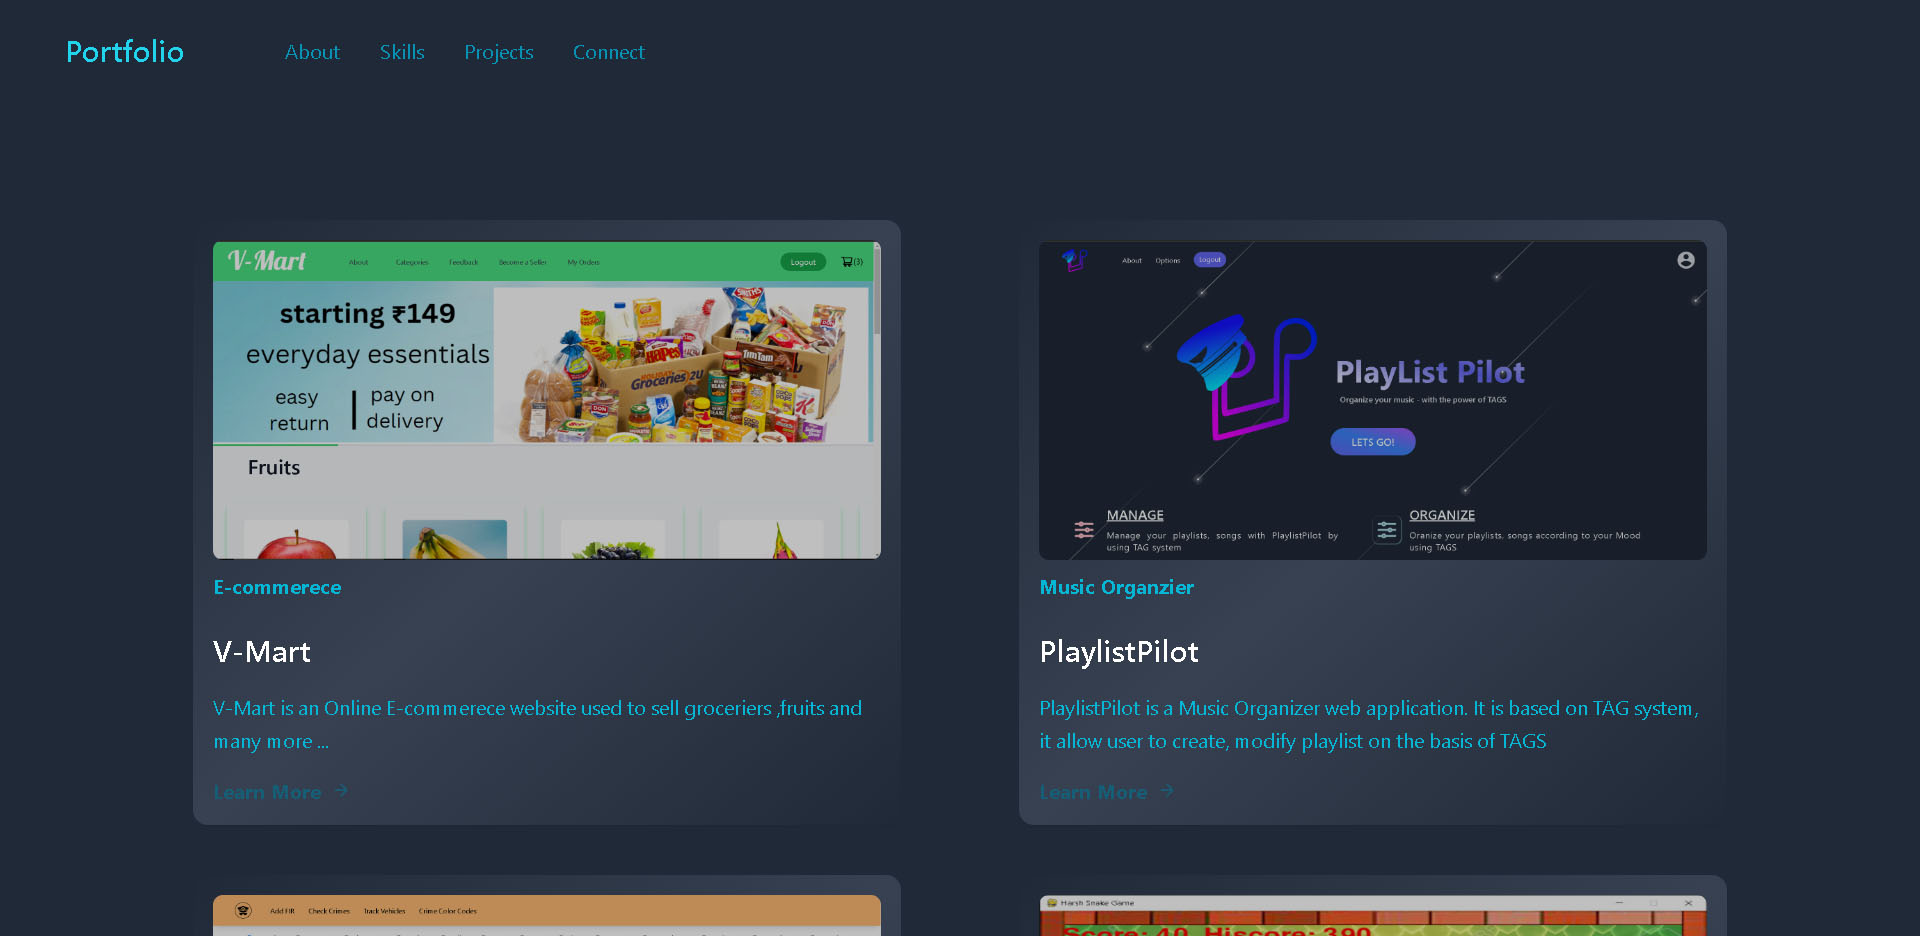 Portfolio About Skills Projects Connect
V-Mart About Categories Feedback Become a Seller My Orders Logout (3)
starting ₹149
everyday essentials
easy
return
pay on
delivery
HOLIDAY
Groceries2U
TimTam
Fruits
E-commerece
V-Mart
V-Mart is an Online E-commerece website used to sell groceriers ,fruits and
many more ...
Learn More →
About Options Logout
PlayList Pilot
Organize your music - with the power of TAGS
LETS GO!
MANAGE
Manage your playlists, songs with PlaylistPilot by
using TAG system
ORGANIZE
Oranize your playlists, songs according to your Mood
using TAGS
Music Organzier
PlaylistPilot
PlaylistPilot is a Music Organizer web application. It is based on TAG system,
it allow user to create, modify playlist on the basis of TAGS
Learn More →
Add FIR Check Crimes Track Vehicles Crime Color Codes
Harsh Snake Game
Score: 40 Hiscore: 390